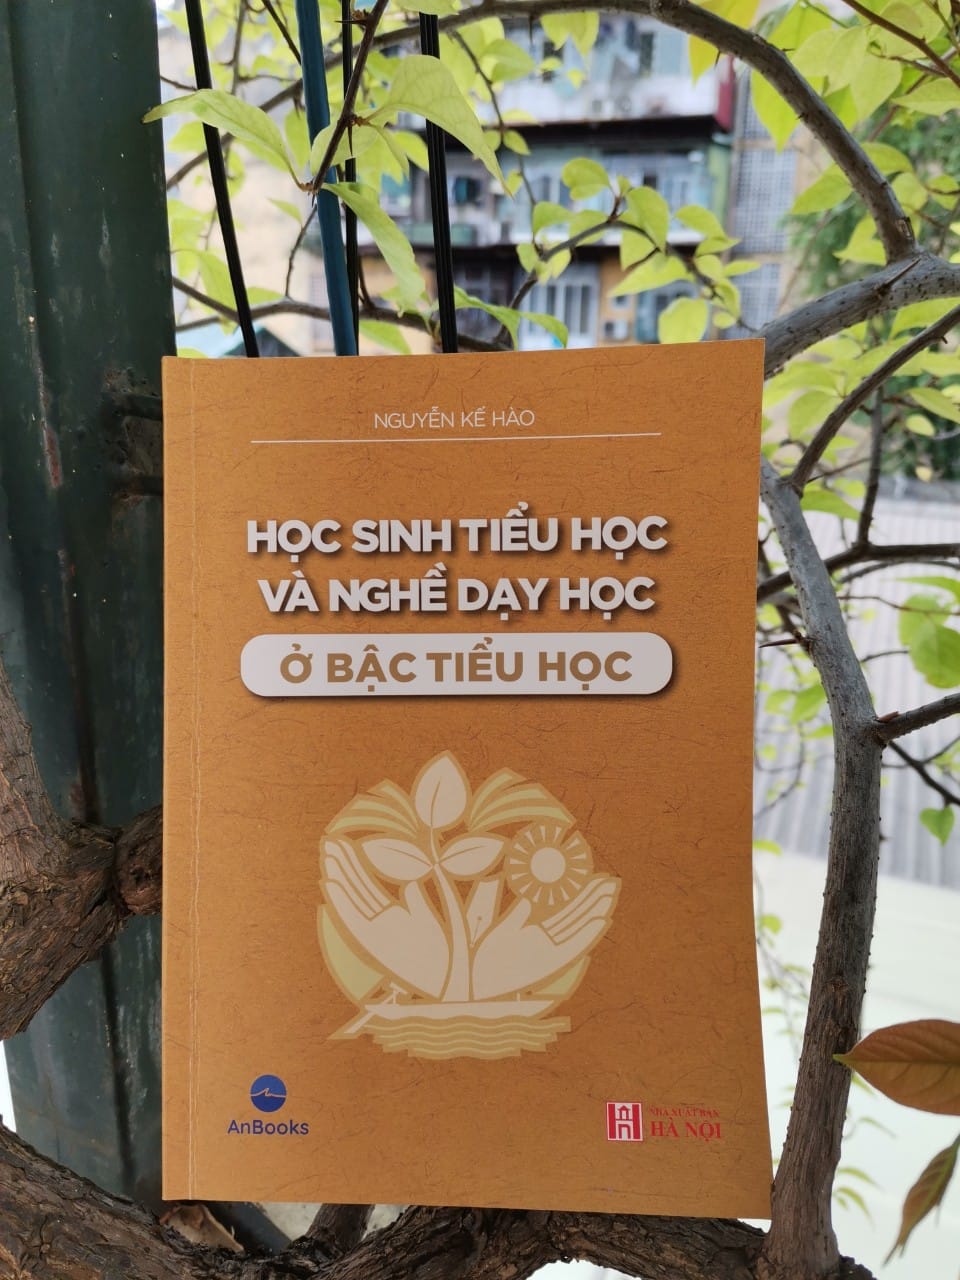 NGUYỄN KẾ HÀO
HỌC SINH TIỂU HỌC
VÀ NGHỀ DẠY HỌC
Ở BẬC TIỂU HỌC
AnBooks
NHÀ XUẤT BẢN
HÀ NỘI